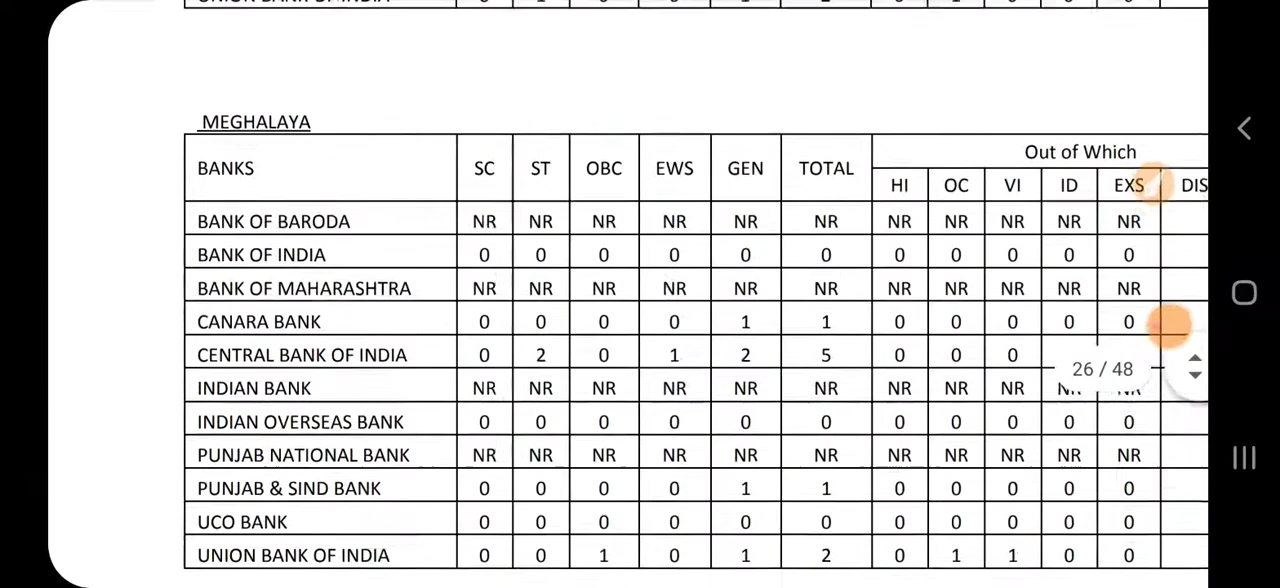 MEGHALAYA
BANKS SC ST OBC EWS GEN TOTAL Out of Which
HI OC VI ID EXS DIS
BANK OF BARODA NR NR NR NR NR NR NR NR NR NR NR
BANK OF INDIA 0 0 0 0 0 0 0 0 0 0 0
BANK OF MAHARASHTRA NR NR NR NR NR NR NR NR NR NR NR
CANARA BANK 0 0 0 0 1 1 0 0 0 0 0
CENTRAL BANK OF INDIA 0 2 0 1 2 5 0 0 0
26 / 48
INDIAN BANK NR NR NR NR NR NR NR NR NR NR NR
INDIAN OVERSEAS BANK 0 0 0 0 0 0 0 0 0 0 0
PUNJAB NATIONAL BANK NR NR NR NR NR NR NR NR NR NR NR
PUNJAB & SIND BANK 0 0 0 0 1 1 0 0 0 0 0
UCO BANK 0 0 0 0 0 0 0 0 0 0 0
UNION BANK OF INDIA 0 0 1 0 1 2 0 1 1 0 0